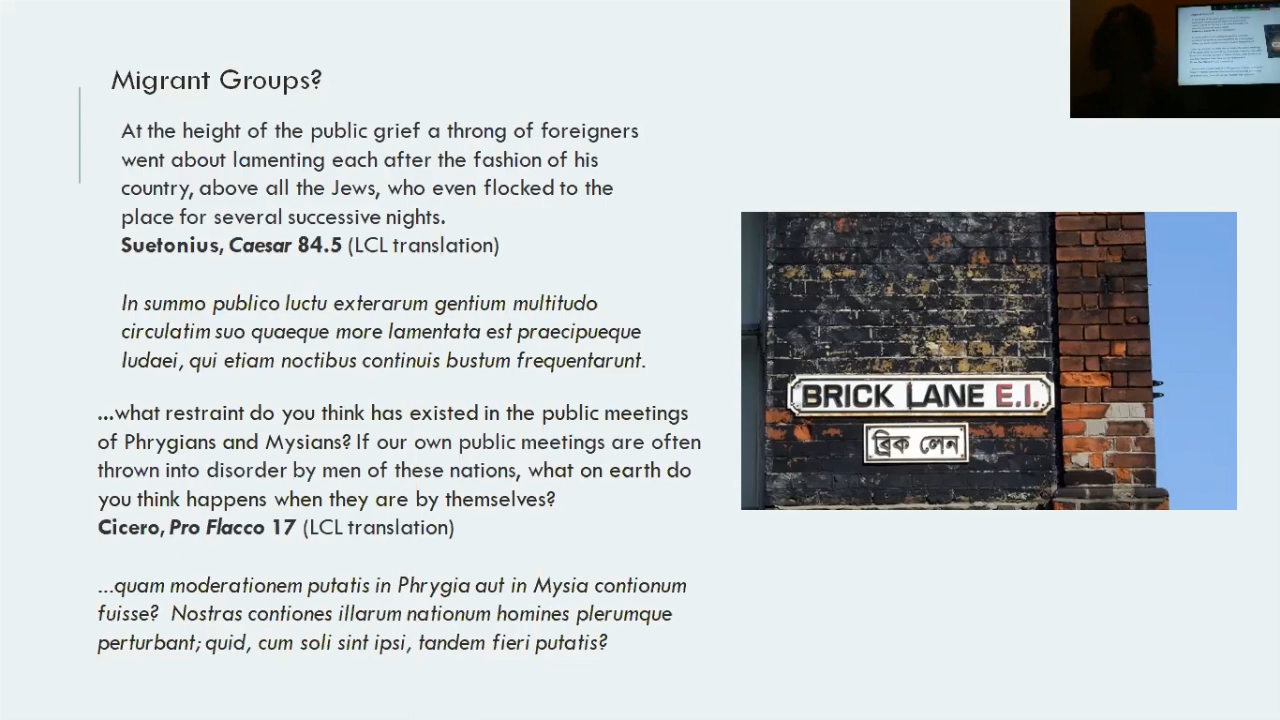 Migrant Groups?
At the height of the public grief a throng of foreigners
went about lamenting each after the fashion of his
country, above all the Jews, who even flocked to the
place for several successive nights.
Suetonius, Caesar 84.5 (LCL translation)
In summo publico luctu exterarum gentium multitudo
circulatim suo quaeque more lamentata est praecipueque
Iudaei, qui etiam noctibus continuis bustum frequentarunt.
...what restraint do you think has existed in the public meetings
of Phrygians and Mysians? If our own public meetings are often
thrown into disorder by men of these nations, what on earth do
you think happens when they are by themselves?
Cicero, Pro Flacco 17 (LCL translation)
...quam moderationem putatis in Phrygia aut in Mysia contionum
fuisse? Nostras contiones illarum nationum homines plerumque
perturbant; quid, cum soli sint ipsi, tandem fieri putatis?
BRICK LANE E.I.
ব্রিক লেন